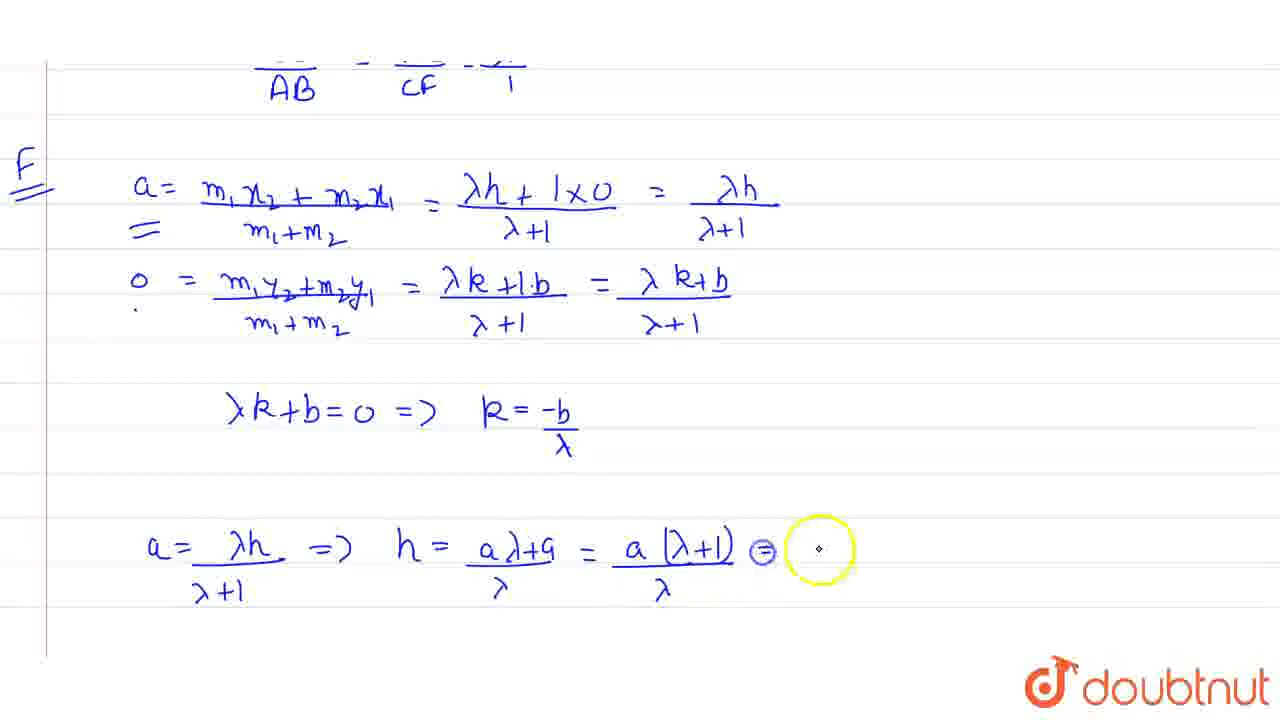 AB CF 1
F
a = m₁x₂ + m₂x₁ / m₁+m₂ = λh + 1×0 / λ+1 = λh / λ+1
0 = m₁y₂+m₂y₁ / m₁+m₂ = λk+1·b / λ+1 = λk+b / λ+1
λk+b=0 => k = -b / λ
a = λh / λ+1 => h = aλ+a / λ = a(λ+1) / λ =
doubtnut